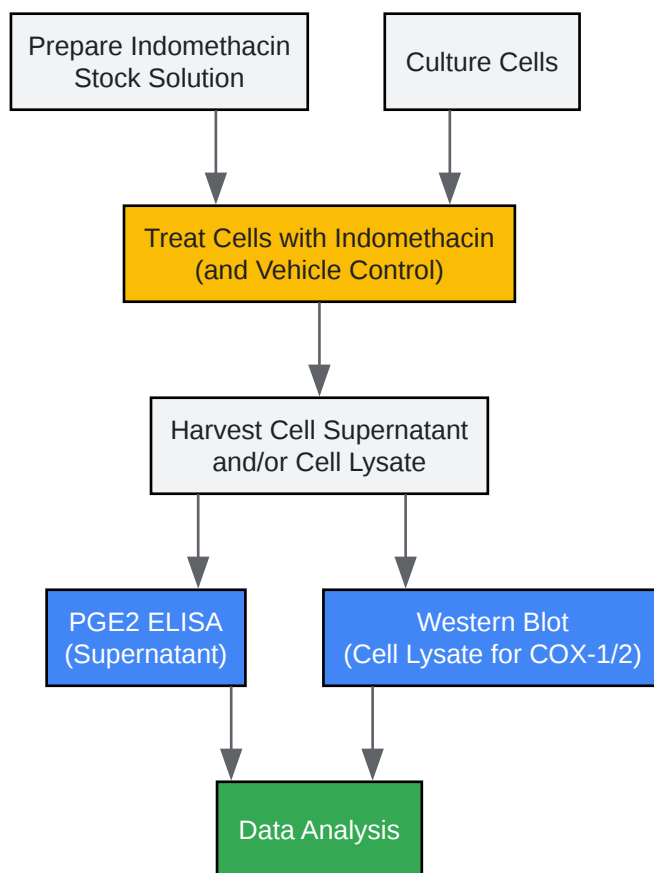 Prepare Indomethacin
Stock Solution
Culture Cells
Treat Cells with Indomethacin
(and Vehicle Control)
Harvest Cell Supernatant
and/or Cell Lysate
PGE2 ELISA
(Supernatant)
Western Blot
(Cell Lysate for COX-1/2)
Data Analysis